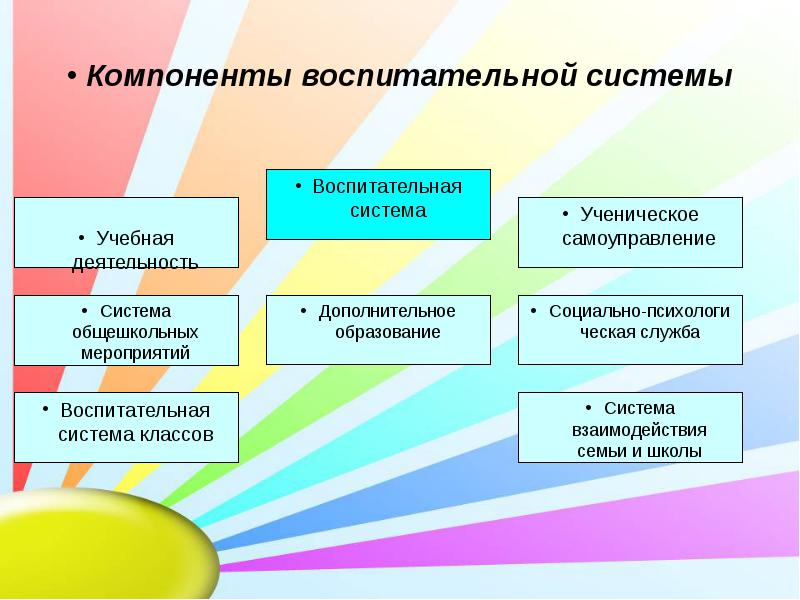 • Компоненты воспитательной системы
• Воспитательная
система
• Учебная
деятельность
• Ученическое
самоуправление
• Система
общешкольных
мероприятий
• Дополнительное
образование
• Социально-психологи
ческая служба
• Воспитательная
система классов
• Система
взаимодействия
семьи и школы